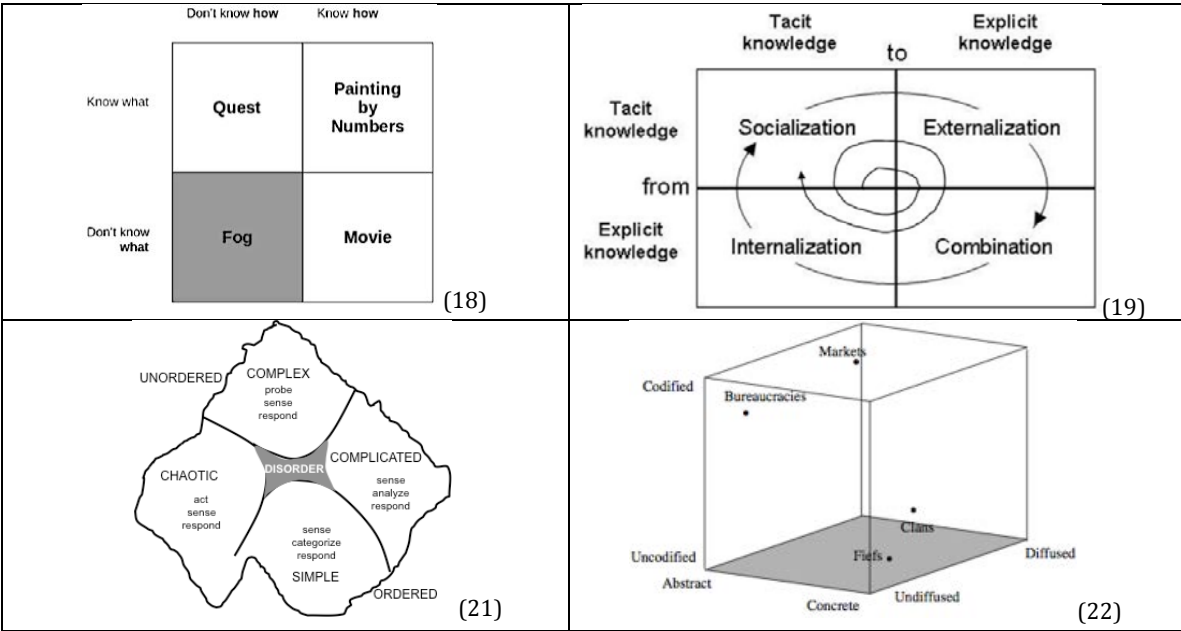 Don't know how
Know how
Know what
Quest
Painting
by
Numbers
Don't know
what
Fog
Movie
(18)
Tacit
knowledge
to
Explicit
knowledge
Tacit
knowledge
Socialization
Externalization
from
Explicit
knowledge
Internalization
Combination
(19)
UNORDERED
COMPLEX
probe
sense
respond
CHAOTIC
act
sense
respond
DISORDER
COMPLICATED
sense
analyze
respond
sense
categorize
respond
SIMPLE
ORDERED
(21)
Markets
Codified
Bureaucracies
Clans
Uncodified
Fiefs
Diffused
Abstract
Undiffused
Concrete
(22)